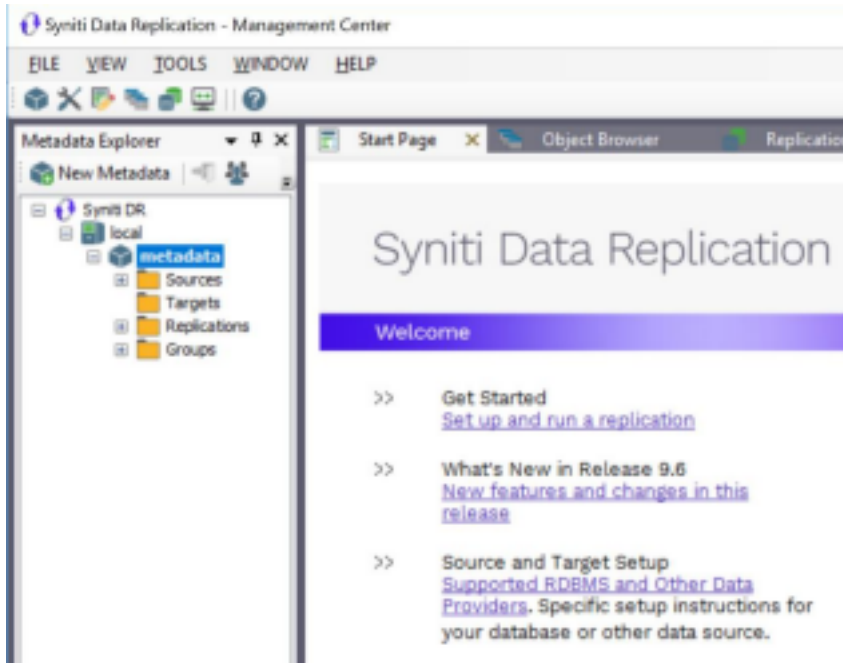 Syniti Data Replication - Management Center
FILE VIEW TOOLS WINDOW HELP
Metadata Explorer
Start Page
Object Browser
Replication
New Metadata
Syniti DR
local
metadata
Sources
Targets
Replications
Groups
Syniti Data Replication
Welcome
>> Get Started
Set up and run a replication
>> What's New in Release 9.6
New features and changes in this
release
>> Source and Target Setup
Supported RDBMS and Other Data
Providers. Specific setup instructions for
your database or other data source.